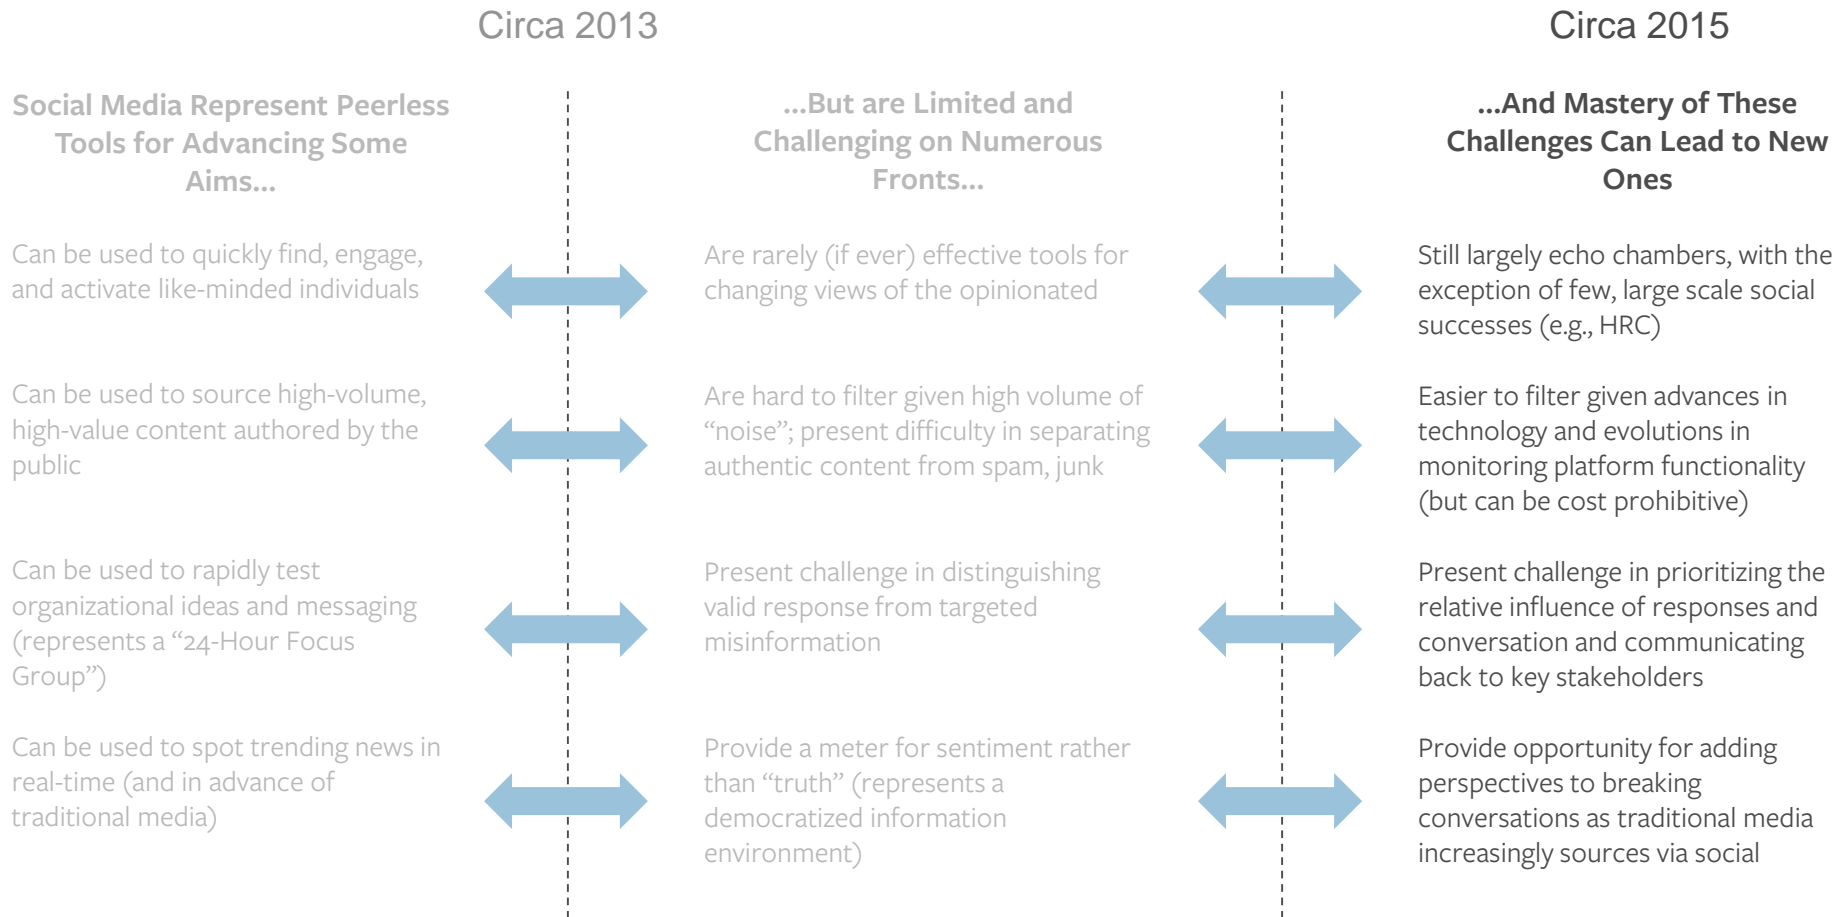 Circa 2013
Circa 2015
Social Media Represent Peerless
Tools for Advancing Some
Aims...
...But are Limited and
Challenging on Numerous
Fronts...
...And Mastery of These
Challenges Can Lead to New
Ones
Can be used to quickly find, engage,
and activate like-minded individuals
Are rarely (if ever) effective tools for
changing views of the opinionated
Still largely echo chambers, with the
exception of few, large scale social
successes (e.g., HRC)
Can be used to source high-volume,
high-value content authored by the
public
Are hard to filter given high volume of
“noise”; present difficulty in separating
authentic content from spam, junk
Easier to filter given advances in
technology and evolutions in
monitoring platform functionality
(but can be cost prohibitive)
Can be used to rapidly test
organizational ideas and messaging
(represents a “24-Hour Focus
Group”)
Present challenge in distinguishing
valid response from targeted
misinformation
Present challenge in prioritizing the
relative influence of responses and
conversation and communicating
back to key stakeholders
Can be used to spot trending news in
real-time (and in advance of
traditional media)
Provide a meter for sentiment rather
than “truth” (represents a
democratized information
environment)
Provide opportunity for adding
perspectives to breaking
conversations as traditional media
increasingly sources via social